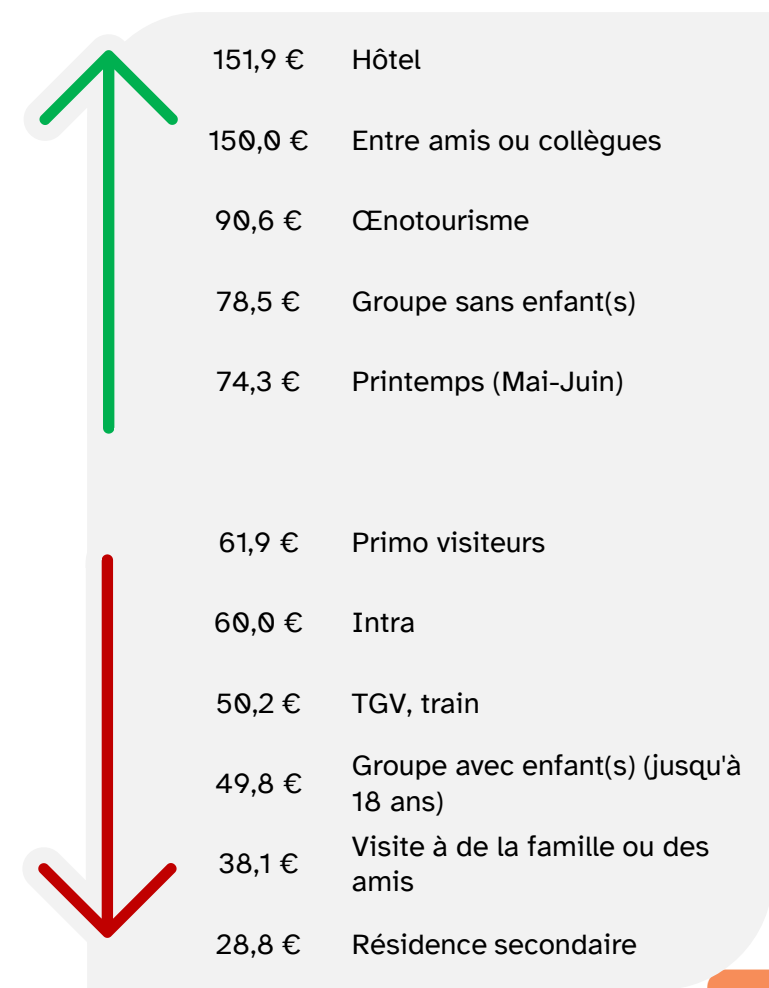 151,9 € Hôtel
150,0 € Entre amis ou collègues
90,6 € Œnotourisme
78,5 € Groupe sans enfant(s)
74,3 € Printemps (Mai-Juin)
61,9 € Primo visiteurs
60,0 € Intra
50,2 € TGV, train
49,8 € Groupe avec enfant(s) (jusqu'à
18 ans)
38,1 € Visite à de la famille ou des
amis
28,8 € Résidence secondaire